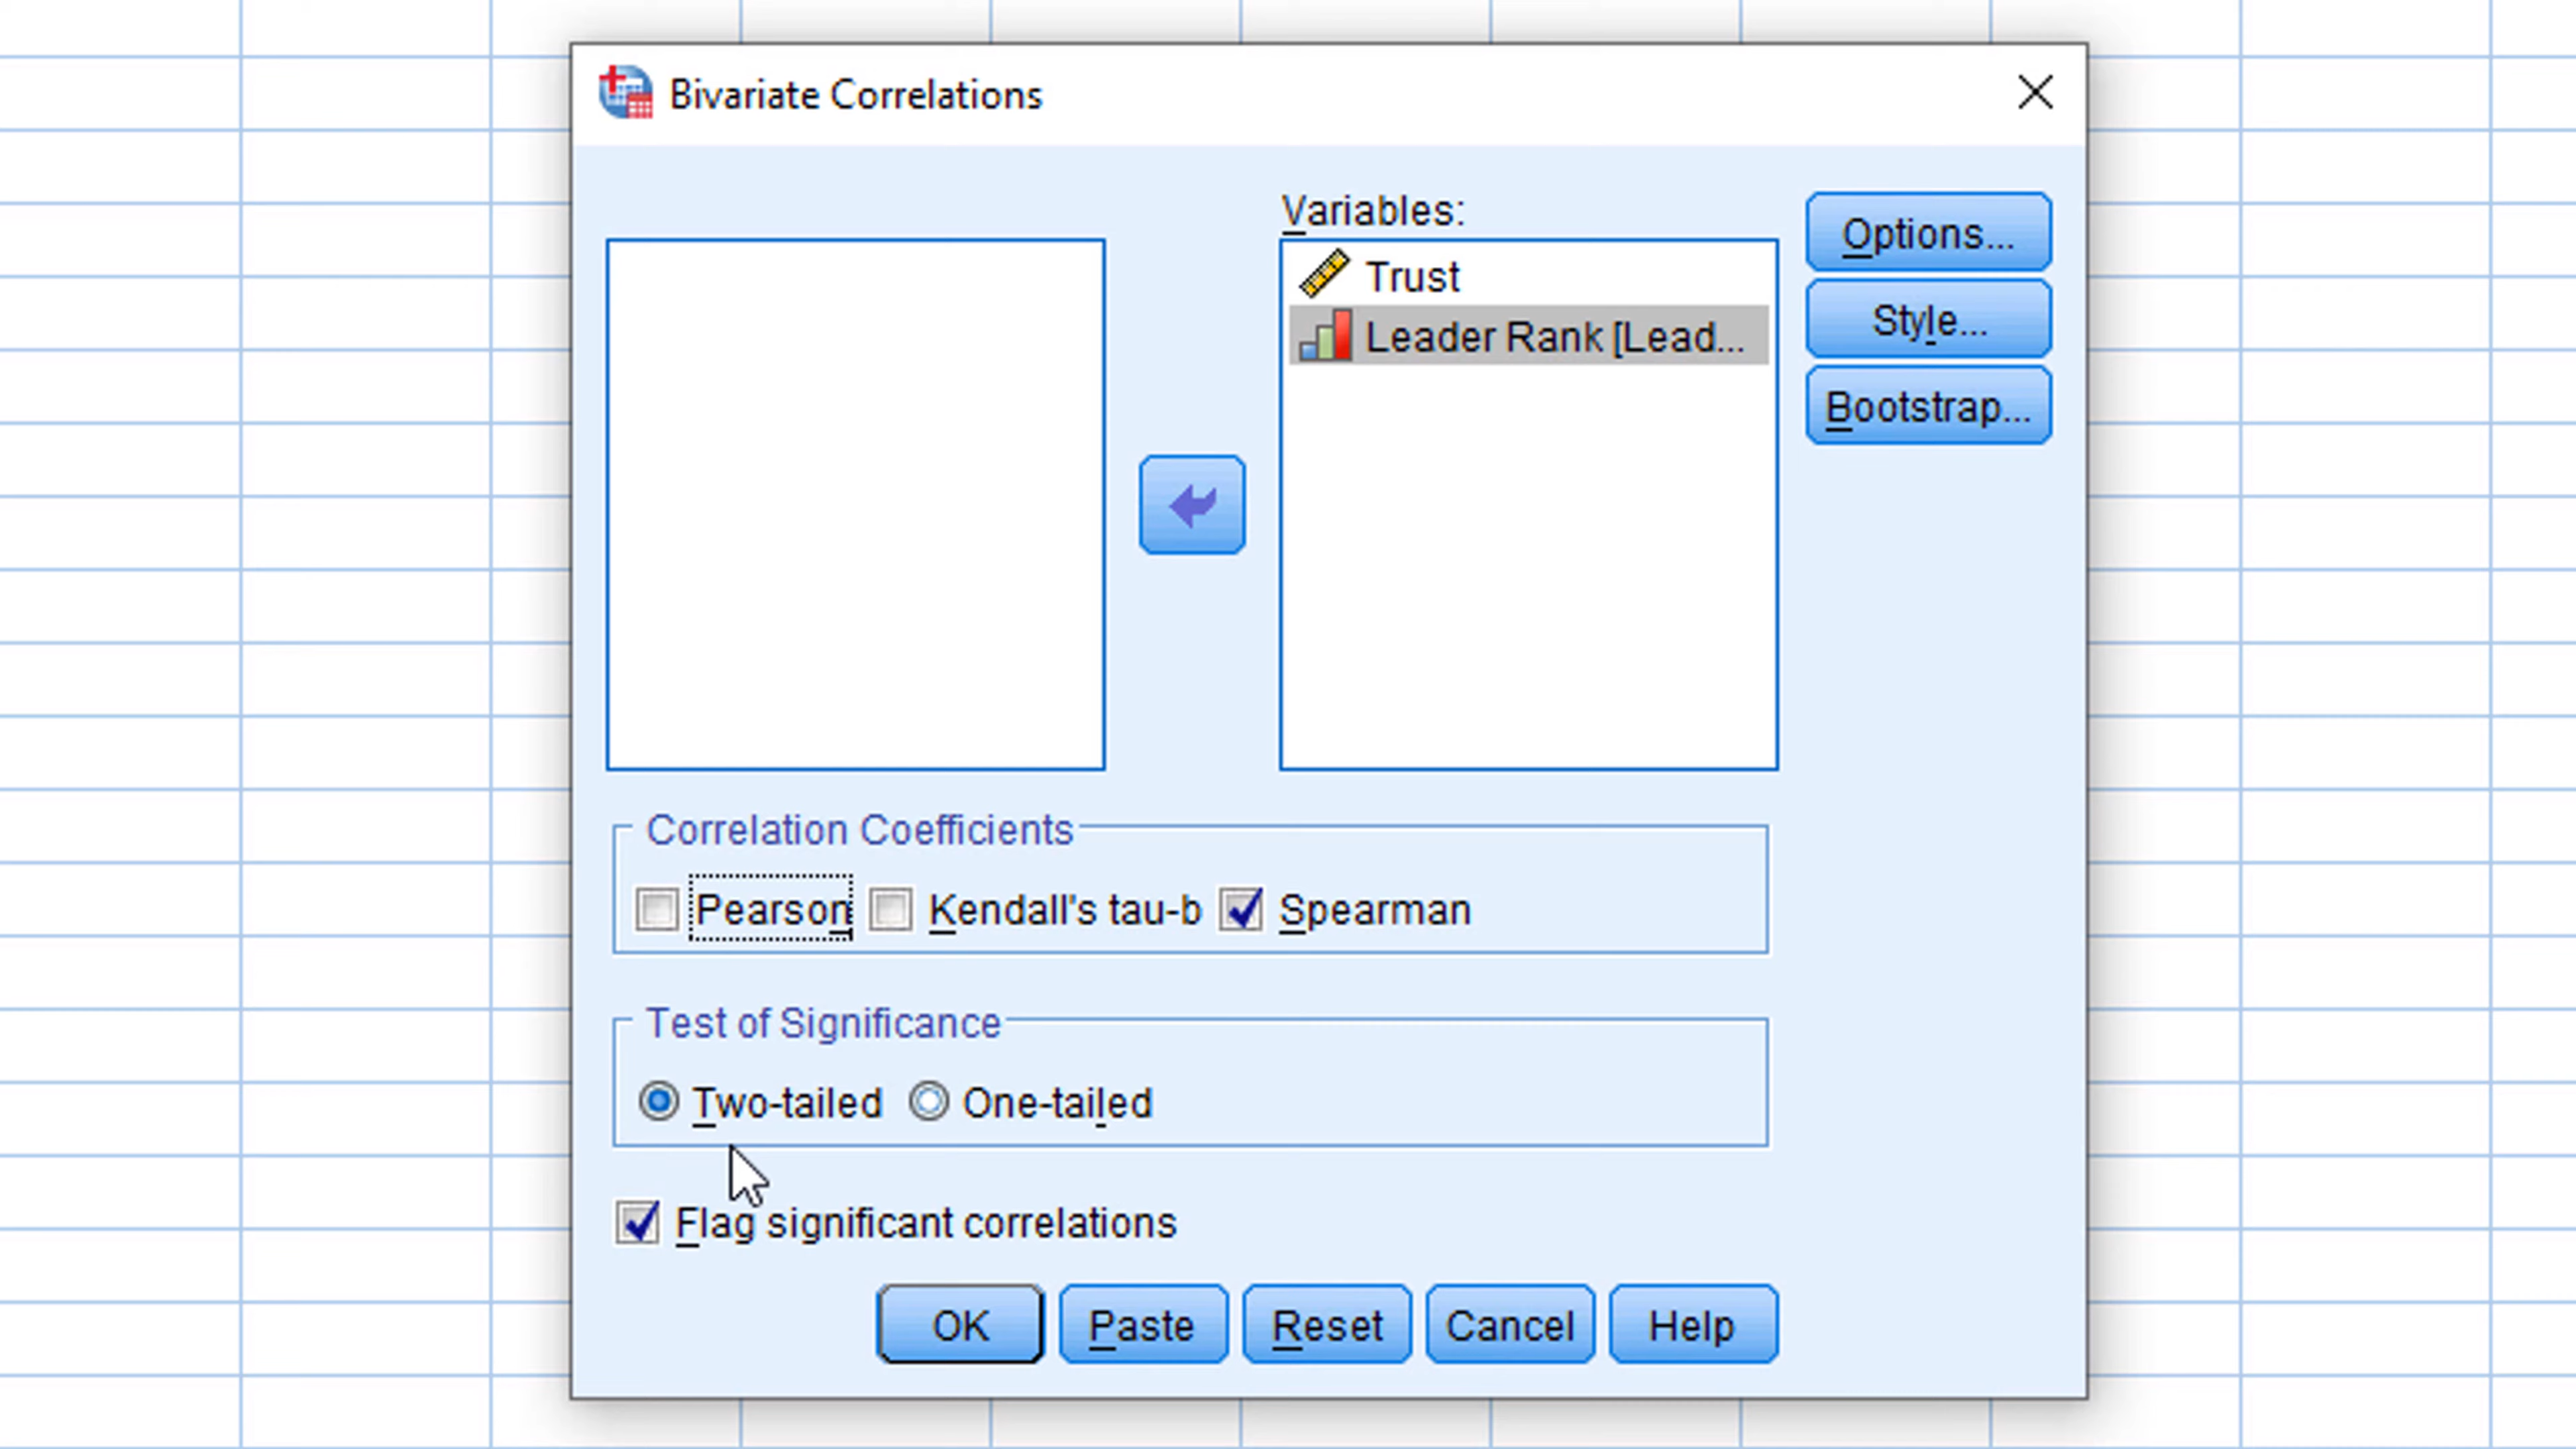 Bivariate Correlations
Variables:
Trust
Leader Rank [Lead...
Options...
Style...
Bootstrap...
Correlation Coefficients
Pearson Kendall's tau-b Spearman
Test of Significance
Two-tailed One-tailed
Flag significant correlations
OK Paste Reset Cancel Help